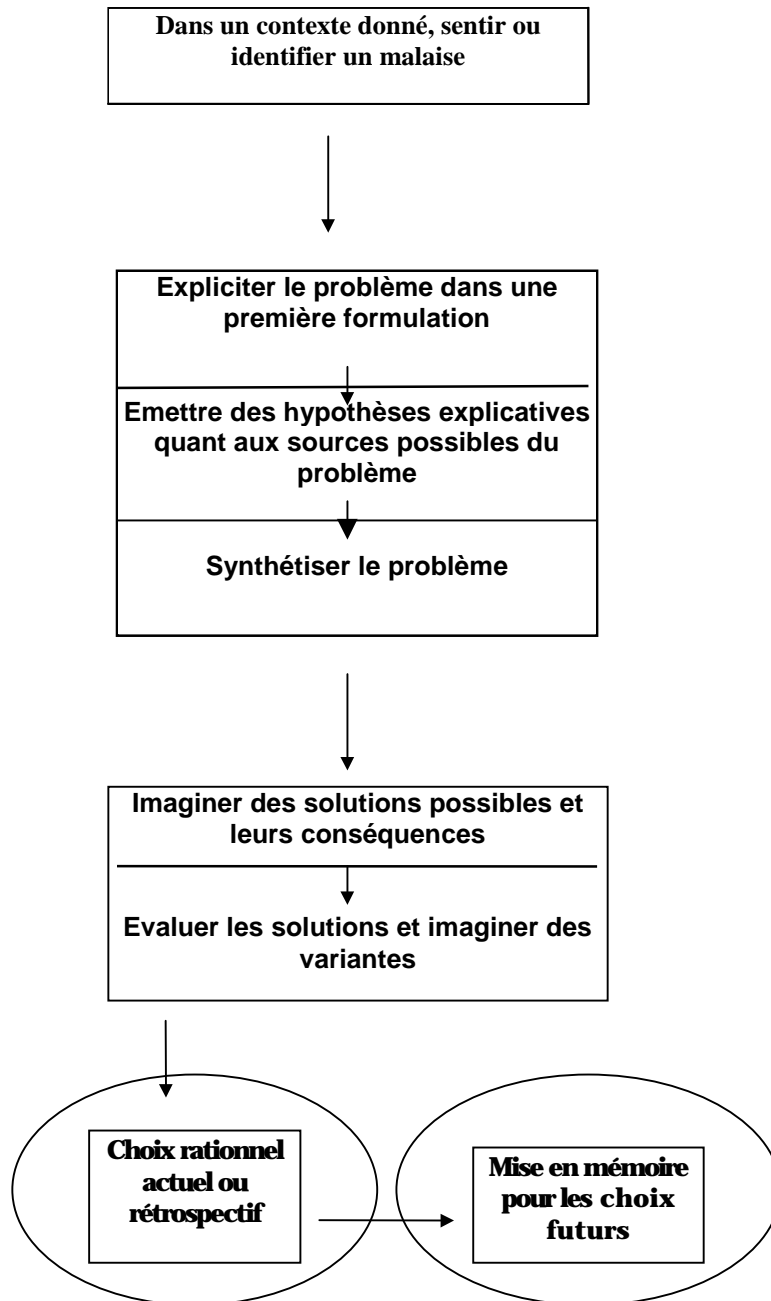 Dans un contexte donné, sentir ou
identifier un malaise
Expliciter le problème dans une
première formulation
Emettre des hypothèses explicatives
quant aux sources possibles du
problème
Synthétiser le problème
Imaginer des solutions possibles et
leurs conséquences
Evaluer les solutions et imaginer des
variantes
Choix rationnel
actuel ou
rétrospectif
Mise en mémoire
pour les choix
futurs